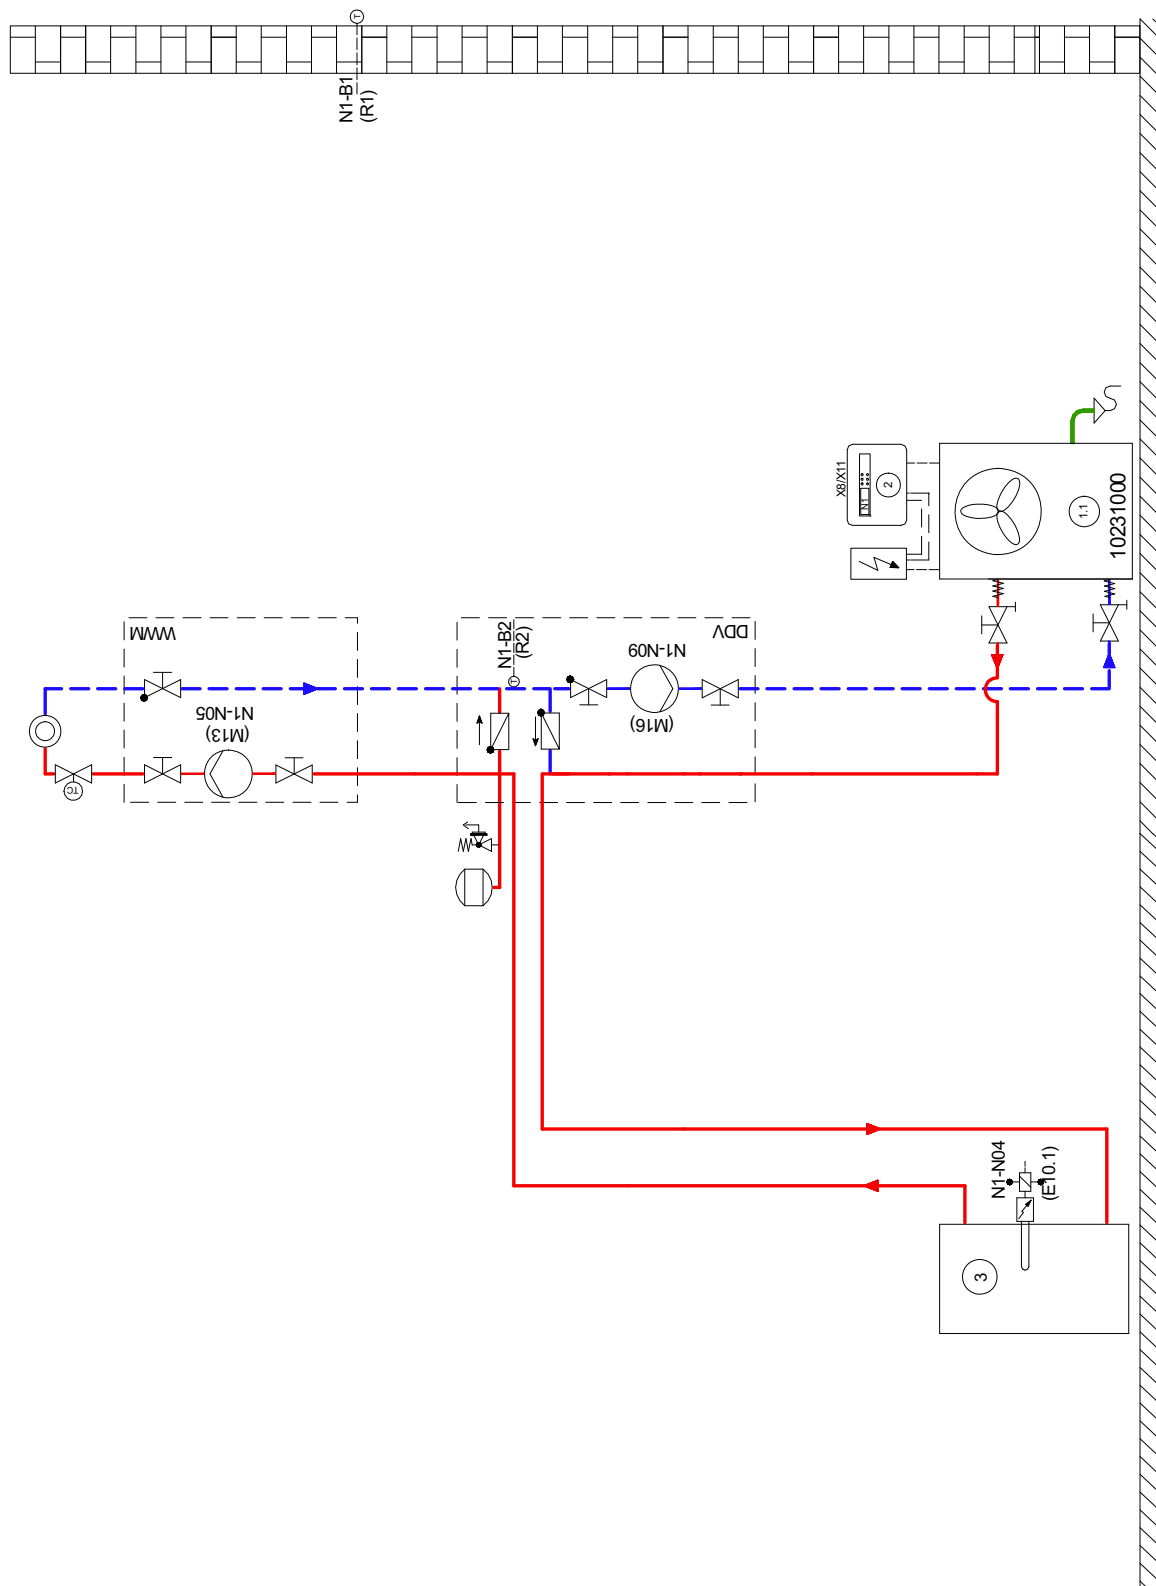 T
N1-B1
(R1)
X8/X11
N1
2
1.1
10231000
WWM
N1-N05
(M13)
TC
N1-B2
(R2)
T
DDV
N1-N09
(M16)
N1-N04
(E10.1)
3